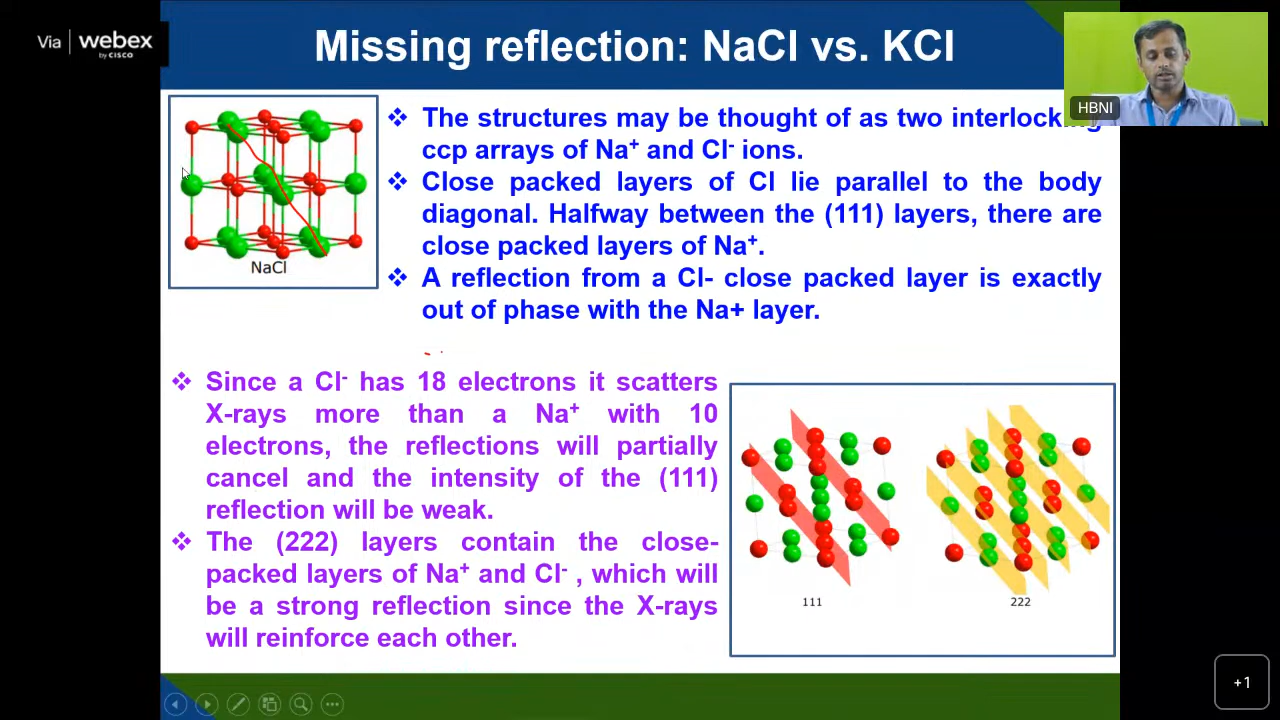 Via | webex
by CISCO
Missing reflection: NaCl vs. KCl
HBNI
❖ The structures may be thought of as two interlocking
ccp arrays of Na⁺ and Cl⁻ ions.
❖ Close packed layers of Cl lie parallel to the body
diagonal. Halfway between the (111) layers, there are
close packed layers of Na⁺.
❖ A reflection from a Cl- close packed layer is exactly
out of phase with the Na+ layer.
NaCl
❖ Since a Cl⁻ has 18 electrons it scatters
X-rays more than a Na⁺ with 10
electrons, the reflections will partially
cancel and the intensity of the (111)
reflection will be weak.
❖ The (222) layers contain the close-
packed layers of Na⁺ and Cl⁻ , which will
be a strong reflection since the X-rays
will reinforce each other.
111
222
+1